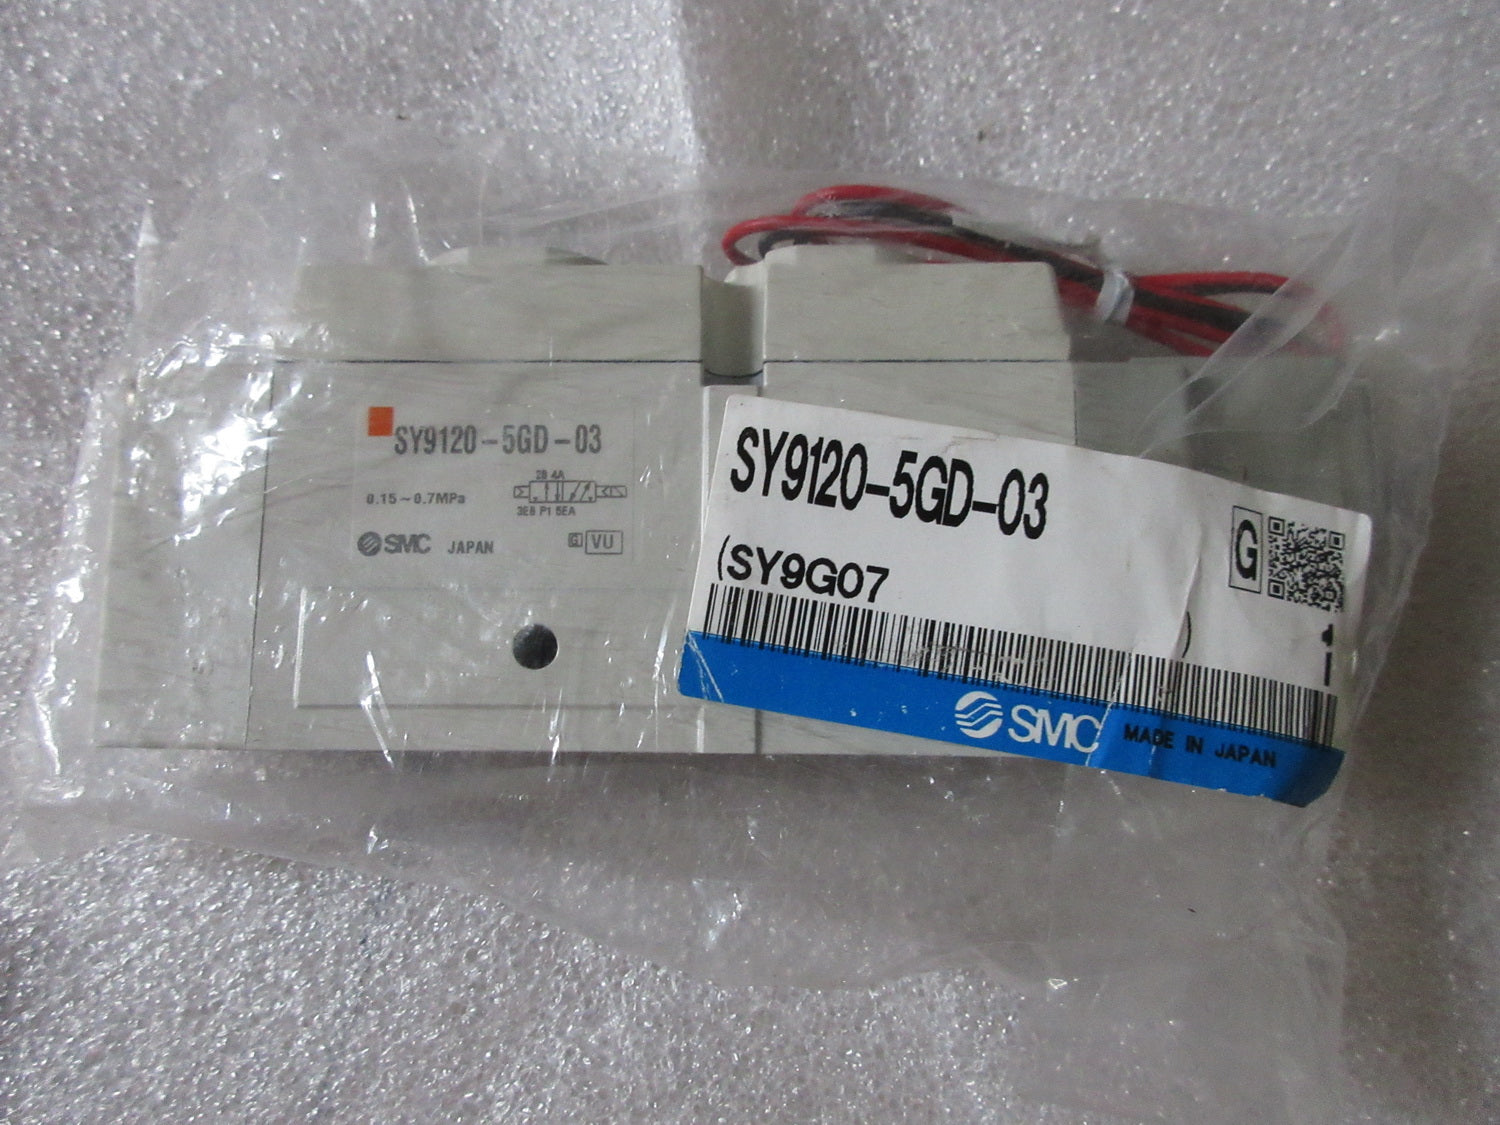 SY9120-5GD-03
0.15~0.7MPa
2B 4A
3EB P1 5EA
SMC JAPAN
G VU
SY9120-5GD-03
(SY9G07
)
G
1
SMC MADE IN JAPAN